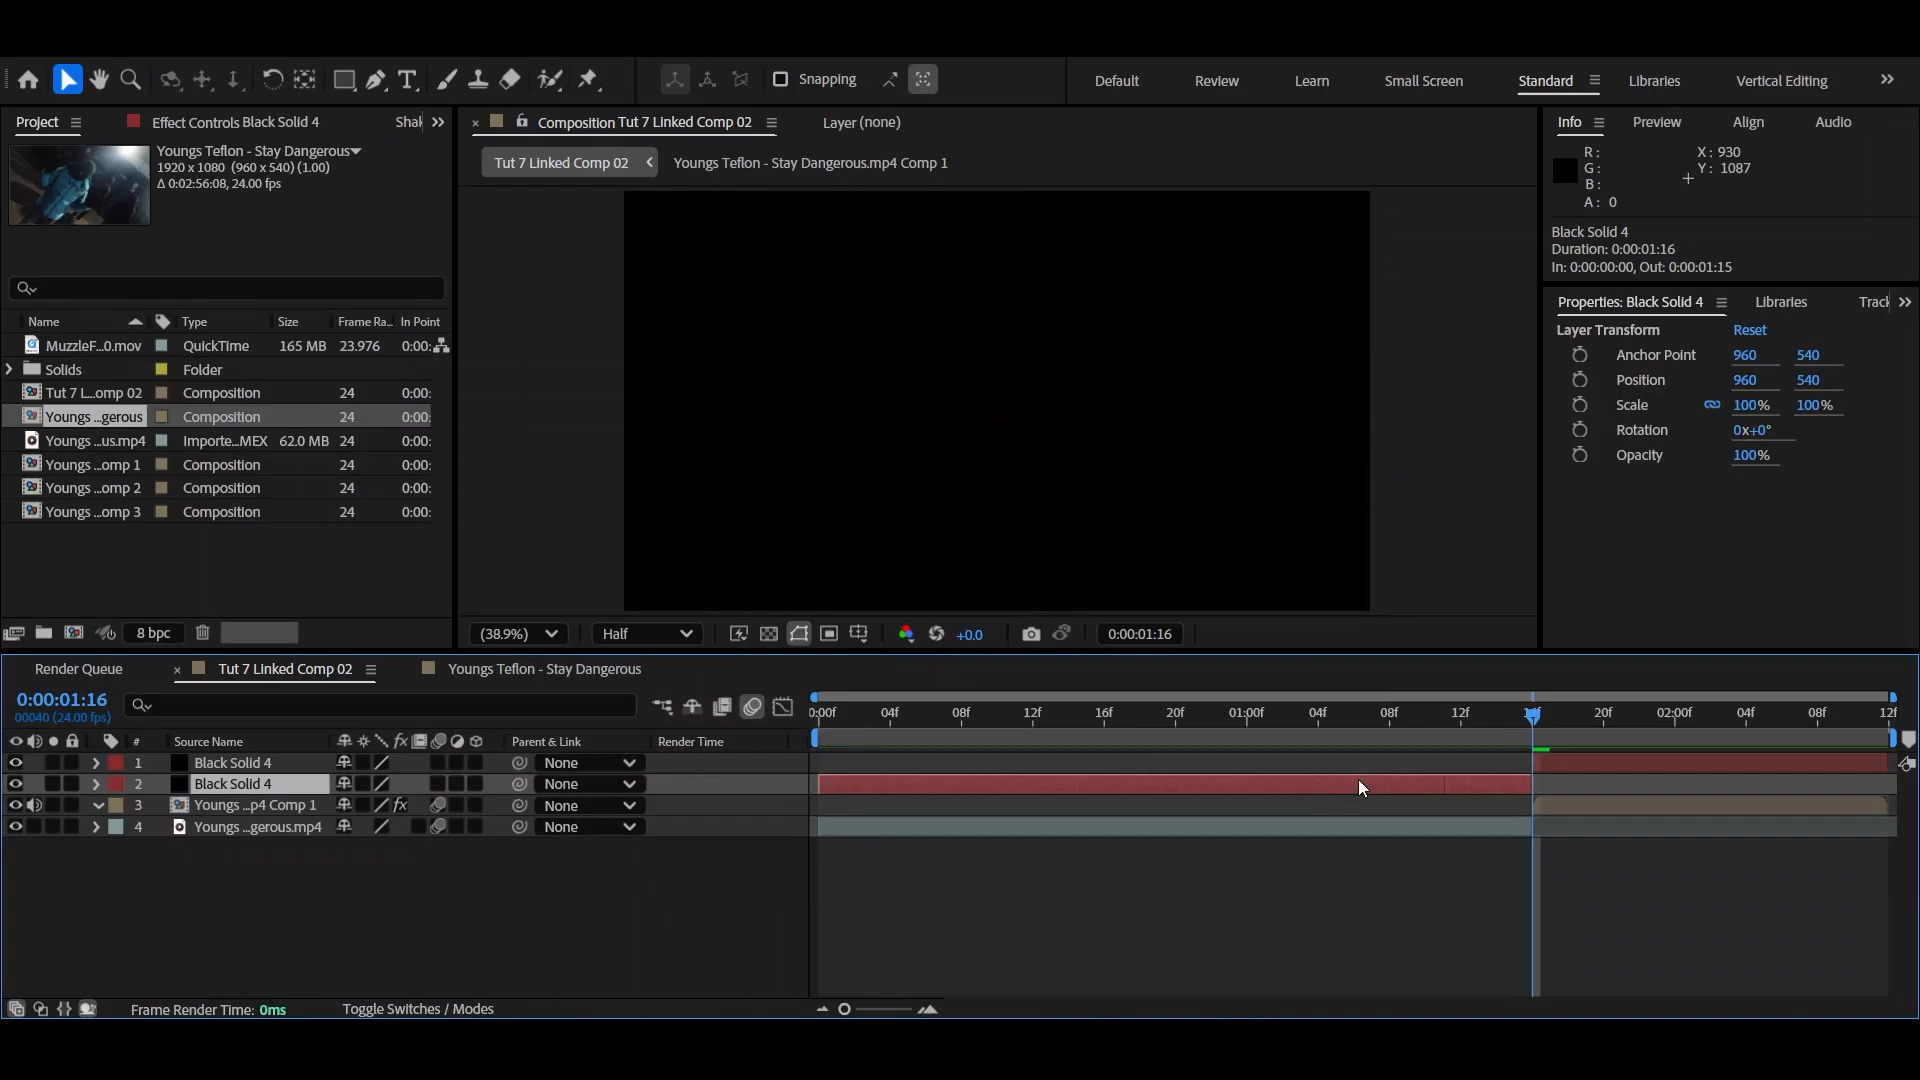 Snapping
Default
Review
Learn
Small Screen
Standard
Libraries
Vertical Editing
Project
Effect Controls Black Solid 4
Composition Tut 7 Linked Comp 02
Layer (none)
Info
Preview
Align
Audio
Youngs Teflon - Stay Dangerous
1920 x 1080 (960 x 540) (1.00)
Δ 0:02:56:08, 24.00 fps
Tut 7 Linked Comp 02
Youngs Teflon - Stay Dangerous.mp4 Comp 1
R :
G :
B :
A : 0
X : 930
Y : 1087
Black Solid 4
Duration: 0:00:01:16
In: 0:00:00:00, Out: 0:00:01:15
Name Type Size Frame Ra... In Point
MuzzleF...0.mov QuickTime 165 MB 23.976 0:00:
Solids Folder
Tut 7 L...omp 02 Composition 24 0:00:
Youngs ...gerous Composition 24 0:00:
Youngs ...us.mp4 Importe...MEX 62.0 MB 24 0:00:
Youngs ...omp 1 Composition 24 0:00:
Youngs ...omp 2 Composition 24 0:00:
Youngs ...omp 3 Composition 24 0:00:
Properties: Black Solid 4
Libraries
Layer Transform Reset
Anchor Point 960 540
Position 960 540
Scale 100% 100%
Rotation 0x+0°
Opacity 100%
8 bpc
(38.9%)
Half
+0.0
0:00:01:16
Render Queue
Tut 7 Linked Comp 02
Youngs Teflon - Stay Dangerous
0:00:01:16
00040 (24.00 fps)
04f 08f 12f 16f 20f 01:00f 04f 08f 12f 20f 02:00f 04f 08f 12f
# Source Name fx Parent & Link Render Time
1 Black Solid 4 None
2 Black Solid 4 None
3 Youngs ...p4 Comp 1 fx None
4 Youngs ...gerous.mp4 None
Frame Render Time: 0ms
Toggle Switches / Modes